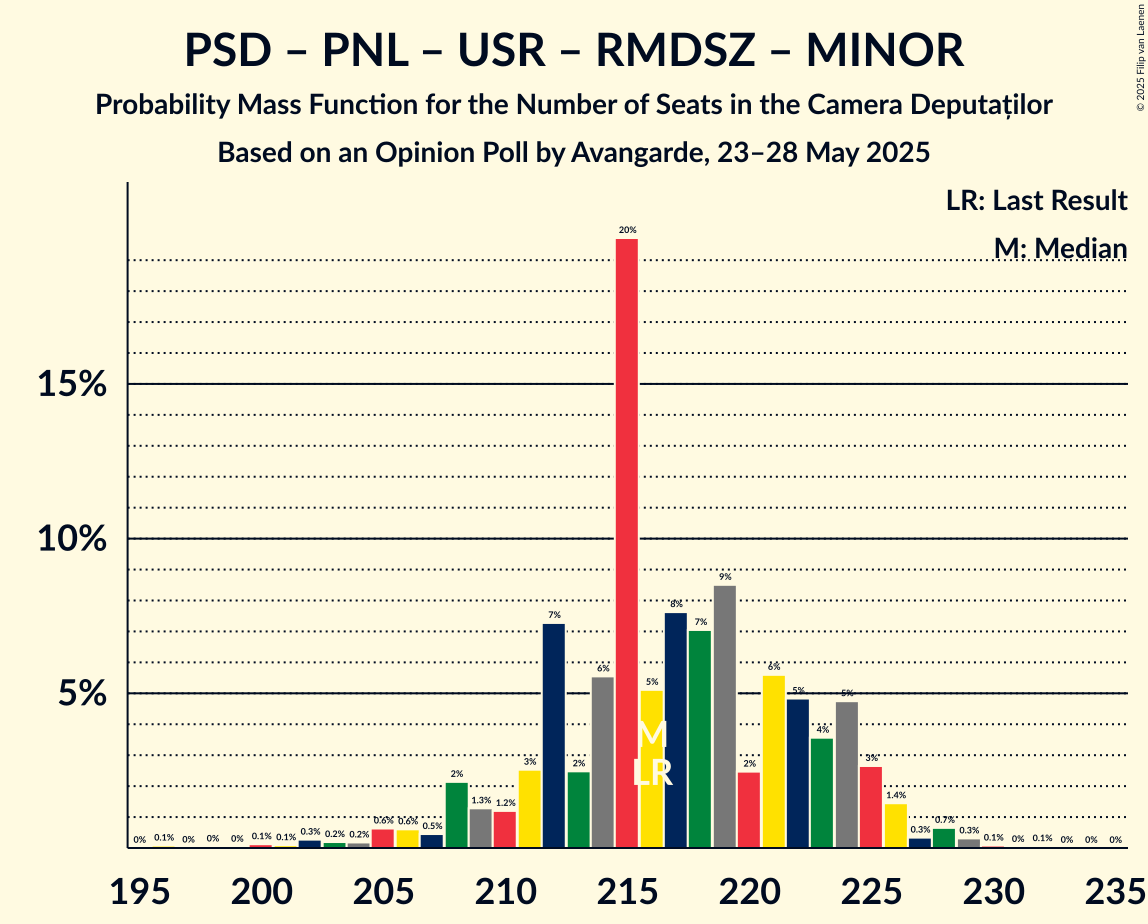 PSD – PNL – USR – RMDSZ – MINOR
Probability Mass Function for the Number of Seats in the Camera Deputaților
Based on an Opinion Poll by Avangarde, 23–28 May 2025
© 2025 Filip van Laenen
LR: Last Result
M: Median
15%
10%
5%
0% 0.1% 0% 0% 0% 0.1% 0.1% 0.3% 0.2% 0.2% 0.6% 0.6% 0.5% 2% 1.3% 1.2% 3% 7% 2% 6% 20% 5% 8% 7% 9% 2% 6% 5% 4% 5% 3% 1.4% 0.3% 0.7% 0.3% 0.1% 0% 0.1% 0% 0% 0%
M
LR
195 200 205 210 215 220 225 230 235